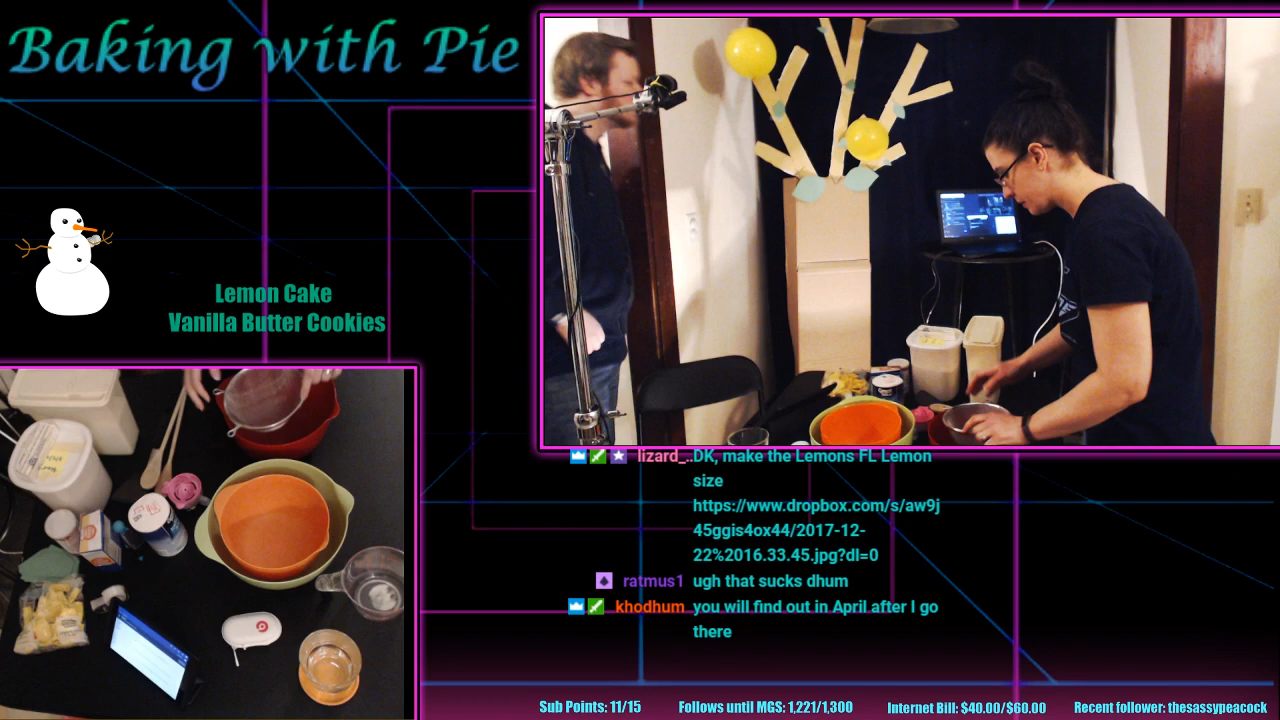 Baking with Pie
Lemon Cake
Vanilla Butter Cookies
lizard_..DK, make the Lemons FL Lemon
size
https://www.dropbox.com/s/aw9j
45ggis4ox44/2017-12-
22%2016.33.45.jpg?dl=0
ratmus1 ugh that sucks dhum
khodhum you will find out in April after I go
there
Sub Points: 11/15 Follows until MGS: 1,221/1,300 Internet Bill: $40.00/$60.00 Recent follower: thesassypeacock